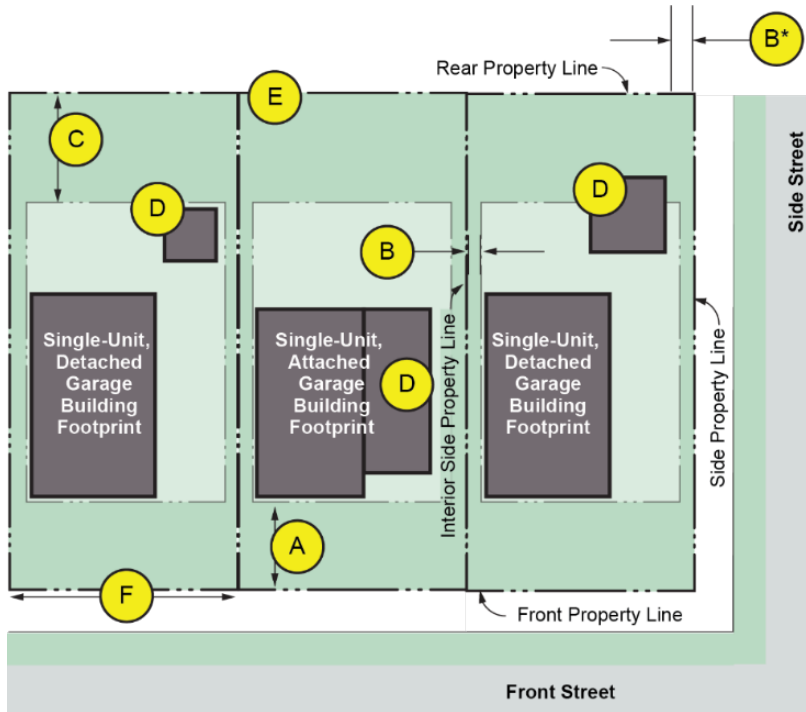 B*
Rear Property Line
E
C
D
D
Side Street
B
Single-Unit,
Detached
Garage
Building
Footprint
Single-Unit,
Attached
Garage
Building
Footprint
D
Interior Side Property Line
Single-Unit,
Detached
Garage
Building
Footprint
Side Property Line
A
F
Front Property Line
Front Street